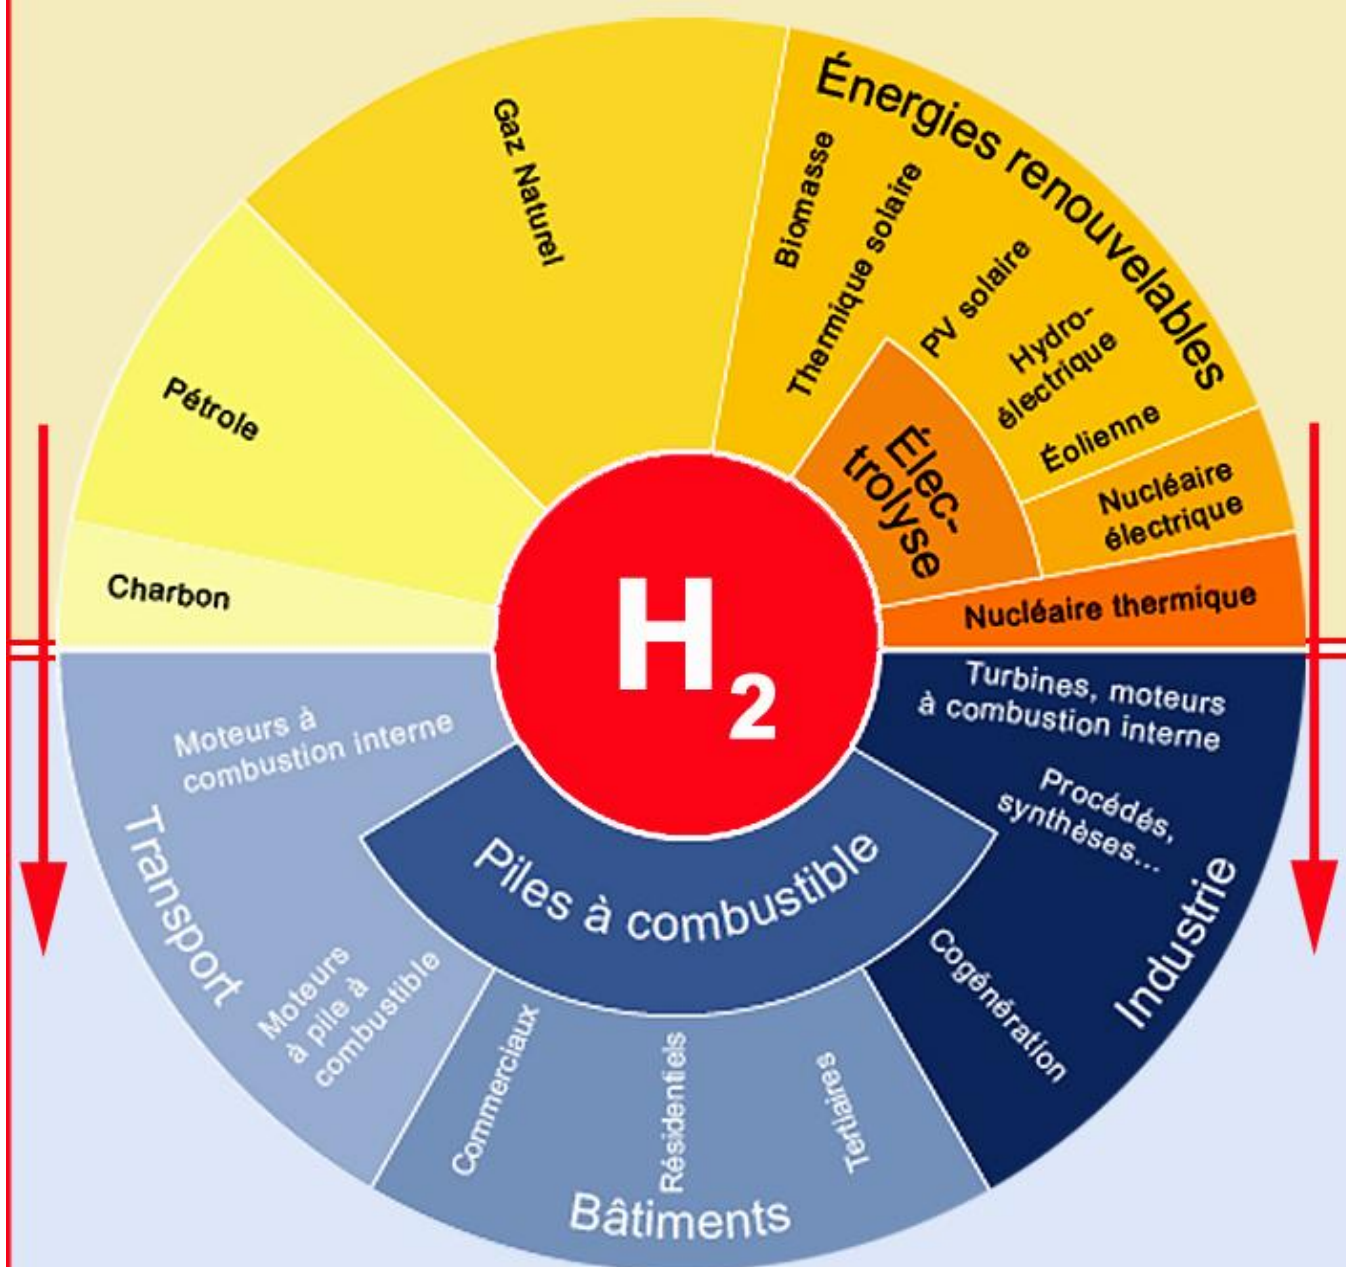 Gaz Naturel
Énergies renouvelables
Biomasse
Thermique solaire
PV solaire
Hydro-
électrique
Éolienne
Pétrole
Élec-
trolyse
Nucléaire
électrique
Charbon
Nucléaire thermique
H2
Moteurs à
combustion interne
Turbines, moteurs
à combustion interne
Procédés,
synthèses...
Transport
Piles à combustible
Industrie
Moteurs
à pile à
combustible
Cogénération
Commerciaux
Résidentiels
Tertiaires
Bâtiments